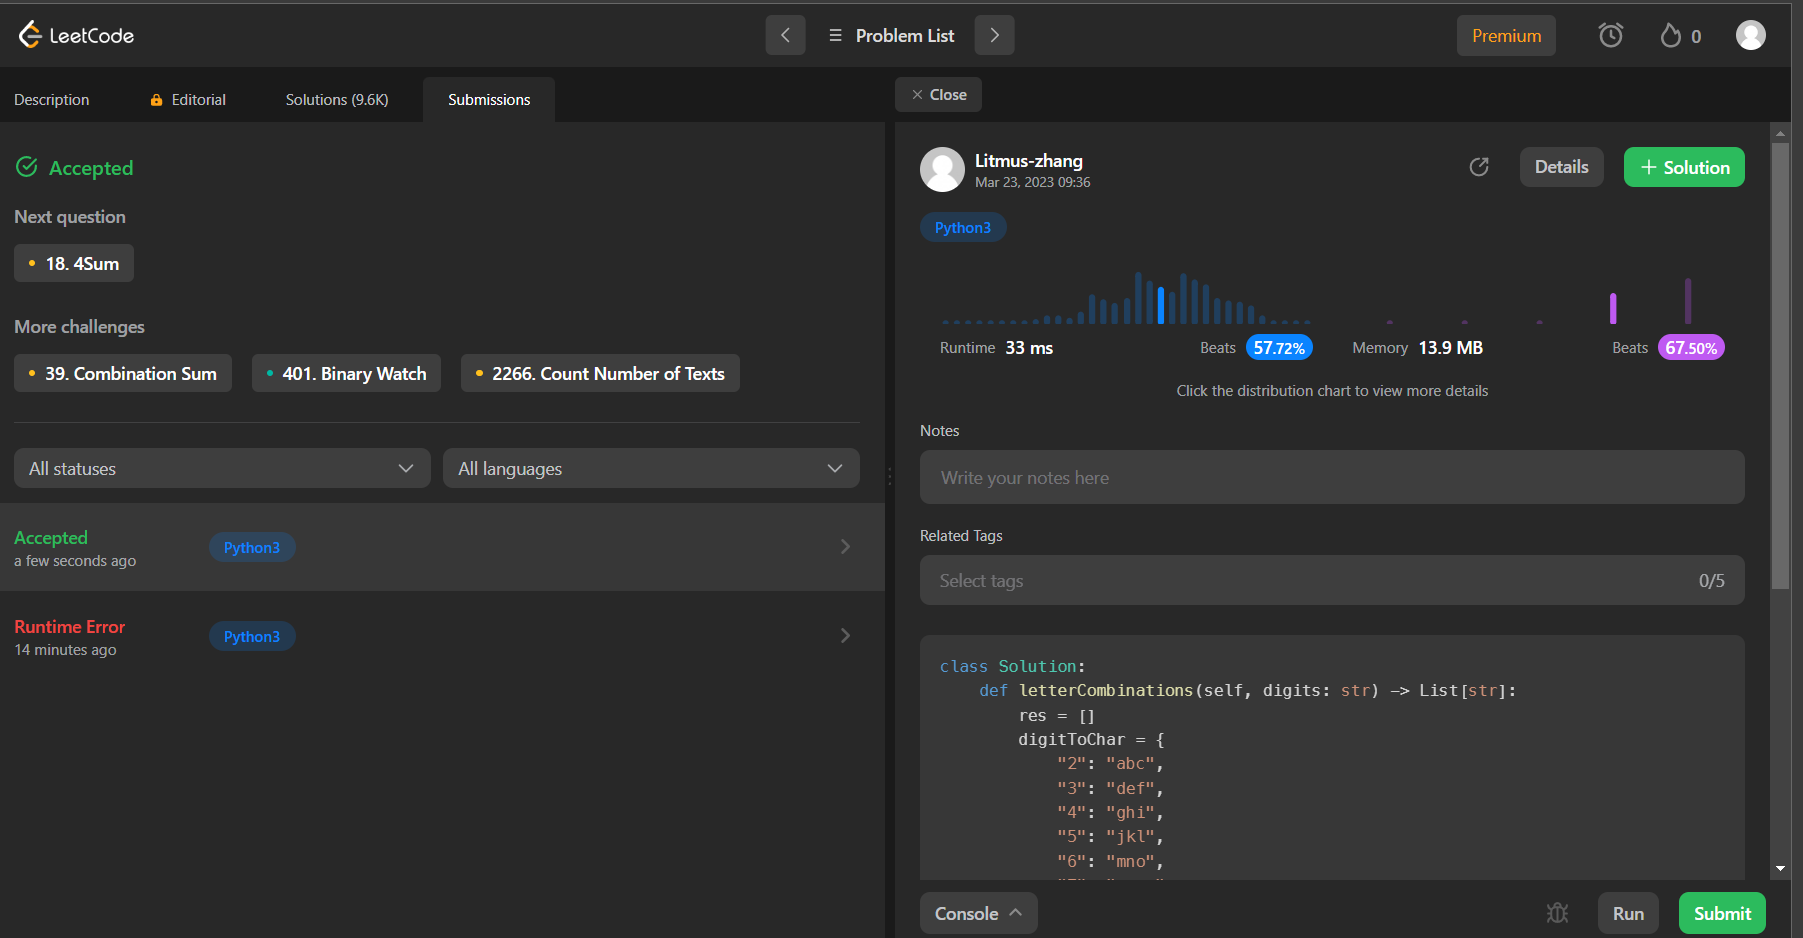 LeetCode
Problem List
Premium
0
Description
Editorial
Solutions (9.6K)
Submissions
Close
Accepted
Next question
18. 4Sum
More challenges
39. Combination Sum
401. Binary Watch
2266. Count Number of Texts
All statuses
All languages
Accepted
a few seconds ago
Python3
Runtime Error
14 minutes ago
Python3
Litmus-zhang
Mar 23, 2023 09:36
Details
+ Solution
Python3
Runtime 33 ms
Beats 57.72%
Memory 13.9 MB
Beats 67.50%
Click the distribution chart to view more details
Notes
Write your notes here
Related Tags
Select tags
0/5
class Solution:
    def letterCombinations(self, digits: str) -> List[str]:
        res = []
        digitToChar = {
            "2": "abc",
            "3": "def",
            "4": "ghi",
            "5": "jkl",
            "6": "mno",
Console
Run
Submit